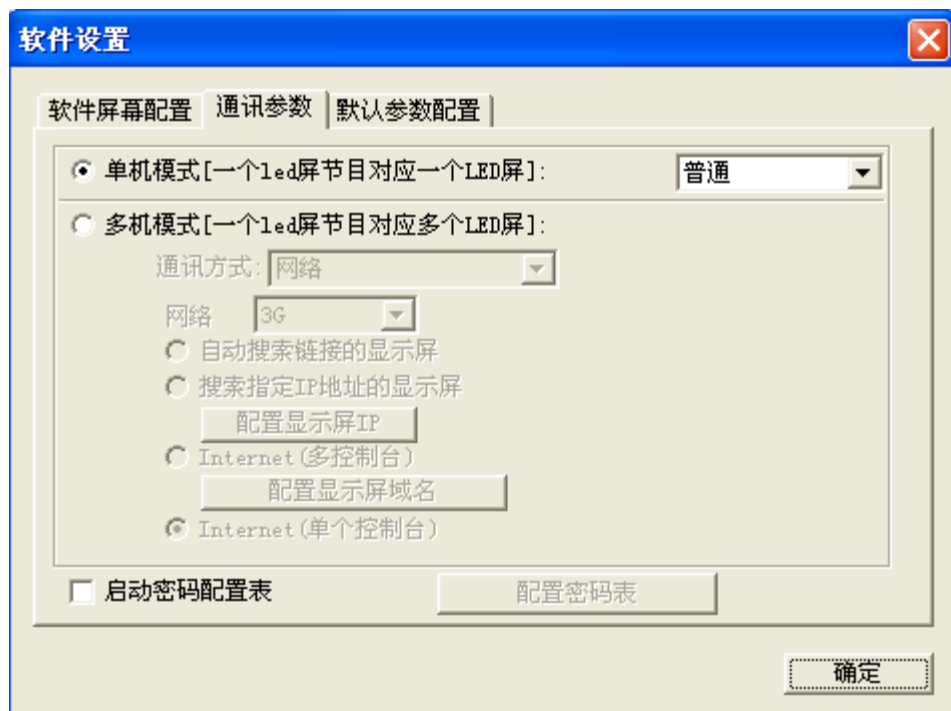 软件设置
软件屏幕配置 通讯参数 默认参数配置
单机模式[一个led屏节目对应一个LED屏]: 普通
多机模式[一个led屏节目对应多个LED屏]:
通讯方式: 网络
网络 3G
自动搜索链接的显示屏
搜索指定IP地址的显示屏
配置显示屏IP
Internet(多控制台)
配置显示屏域名
Internet(单个控制台)
启动密码配置表 配置密码表
确定